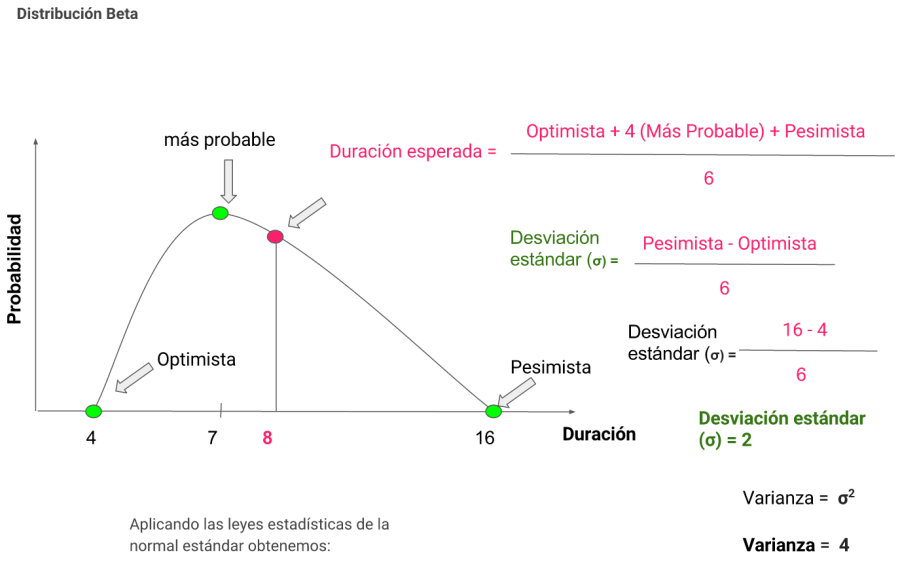 Distribución Beta
más probable
Duración esperada =
Optimista + 4 (Más Probable) + Pesimista
6
Probabilidad
Desviación
estándar (σ) =
Pesimista - Optimista
6
Desviación
estándar (σ) =
16 - 4
6
Optimista
Pesimista
4
7
8
16
Duración
Desviación estándar
(σ) = 2
Varianza = σ²
Varianza = 4
Aplicando las leyes estadísticas de la
normal estándar obtenemos: